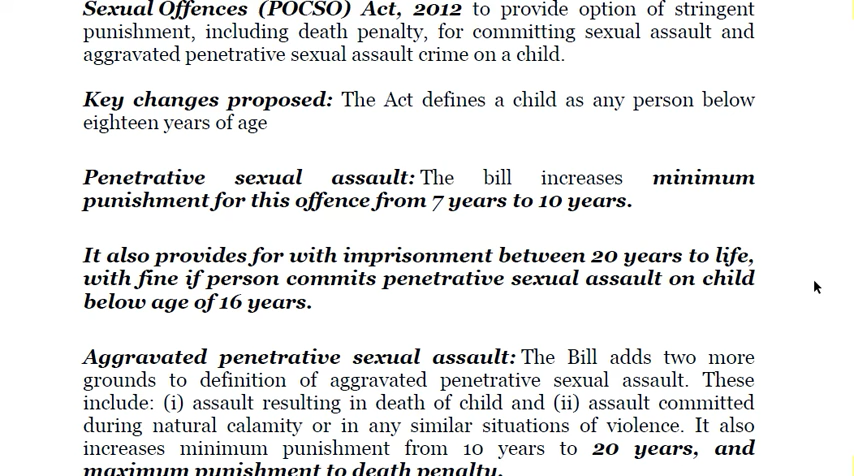 Sexual Offences (POCSO) Act, 2012 to provide option of stringent
punishment, including death penalty, for committing sexual assault and
aggravated penetrative sexual assault crime on a child.
Key changes proposed: The Act defines a child as any person below
eighteen years of age
Penetrative sexual assault: The bill increases minimum
punishment for this offence from 7 years to 10 years.
It also provides for with imprisonment between 20 years to life,
with fine if person commits penetrative sexual assault on child
below age of 16 years.
Aggravated penetrative sexual assault: The Bill adds two more
grounds to definition of aggravated penetrative sexual assault. These
include: (i) assault resulting in death of child and (ii) assault committed
during natural calamity or in any similar situations of violence. It also
increases minimum punishment from 10 years to 20 years, and
maximum punishment to death penalty.